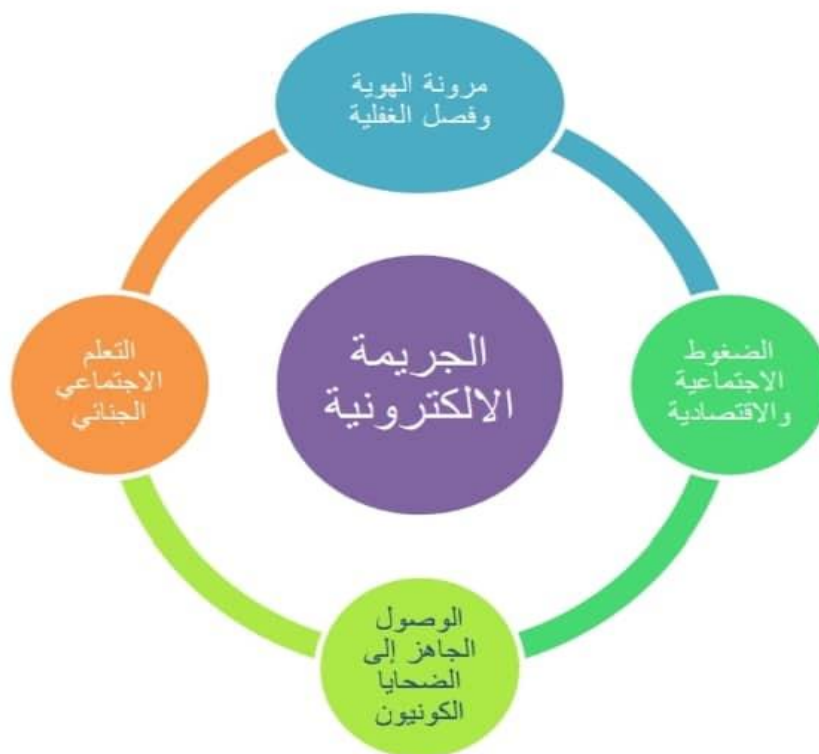 مرونة الهوية
وفصل الغفلية
الضغوط
الاجتماعية
والاقتصادية
الجريمة
الالكترونية
التعلم
الاجتماعي
الجنائي
الوصول
الجاهز إلى
الضحايا
الكونيون